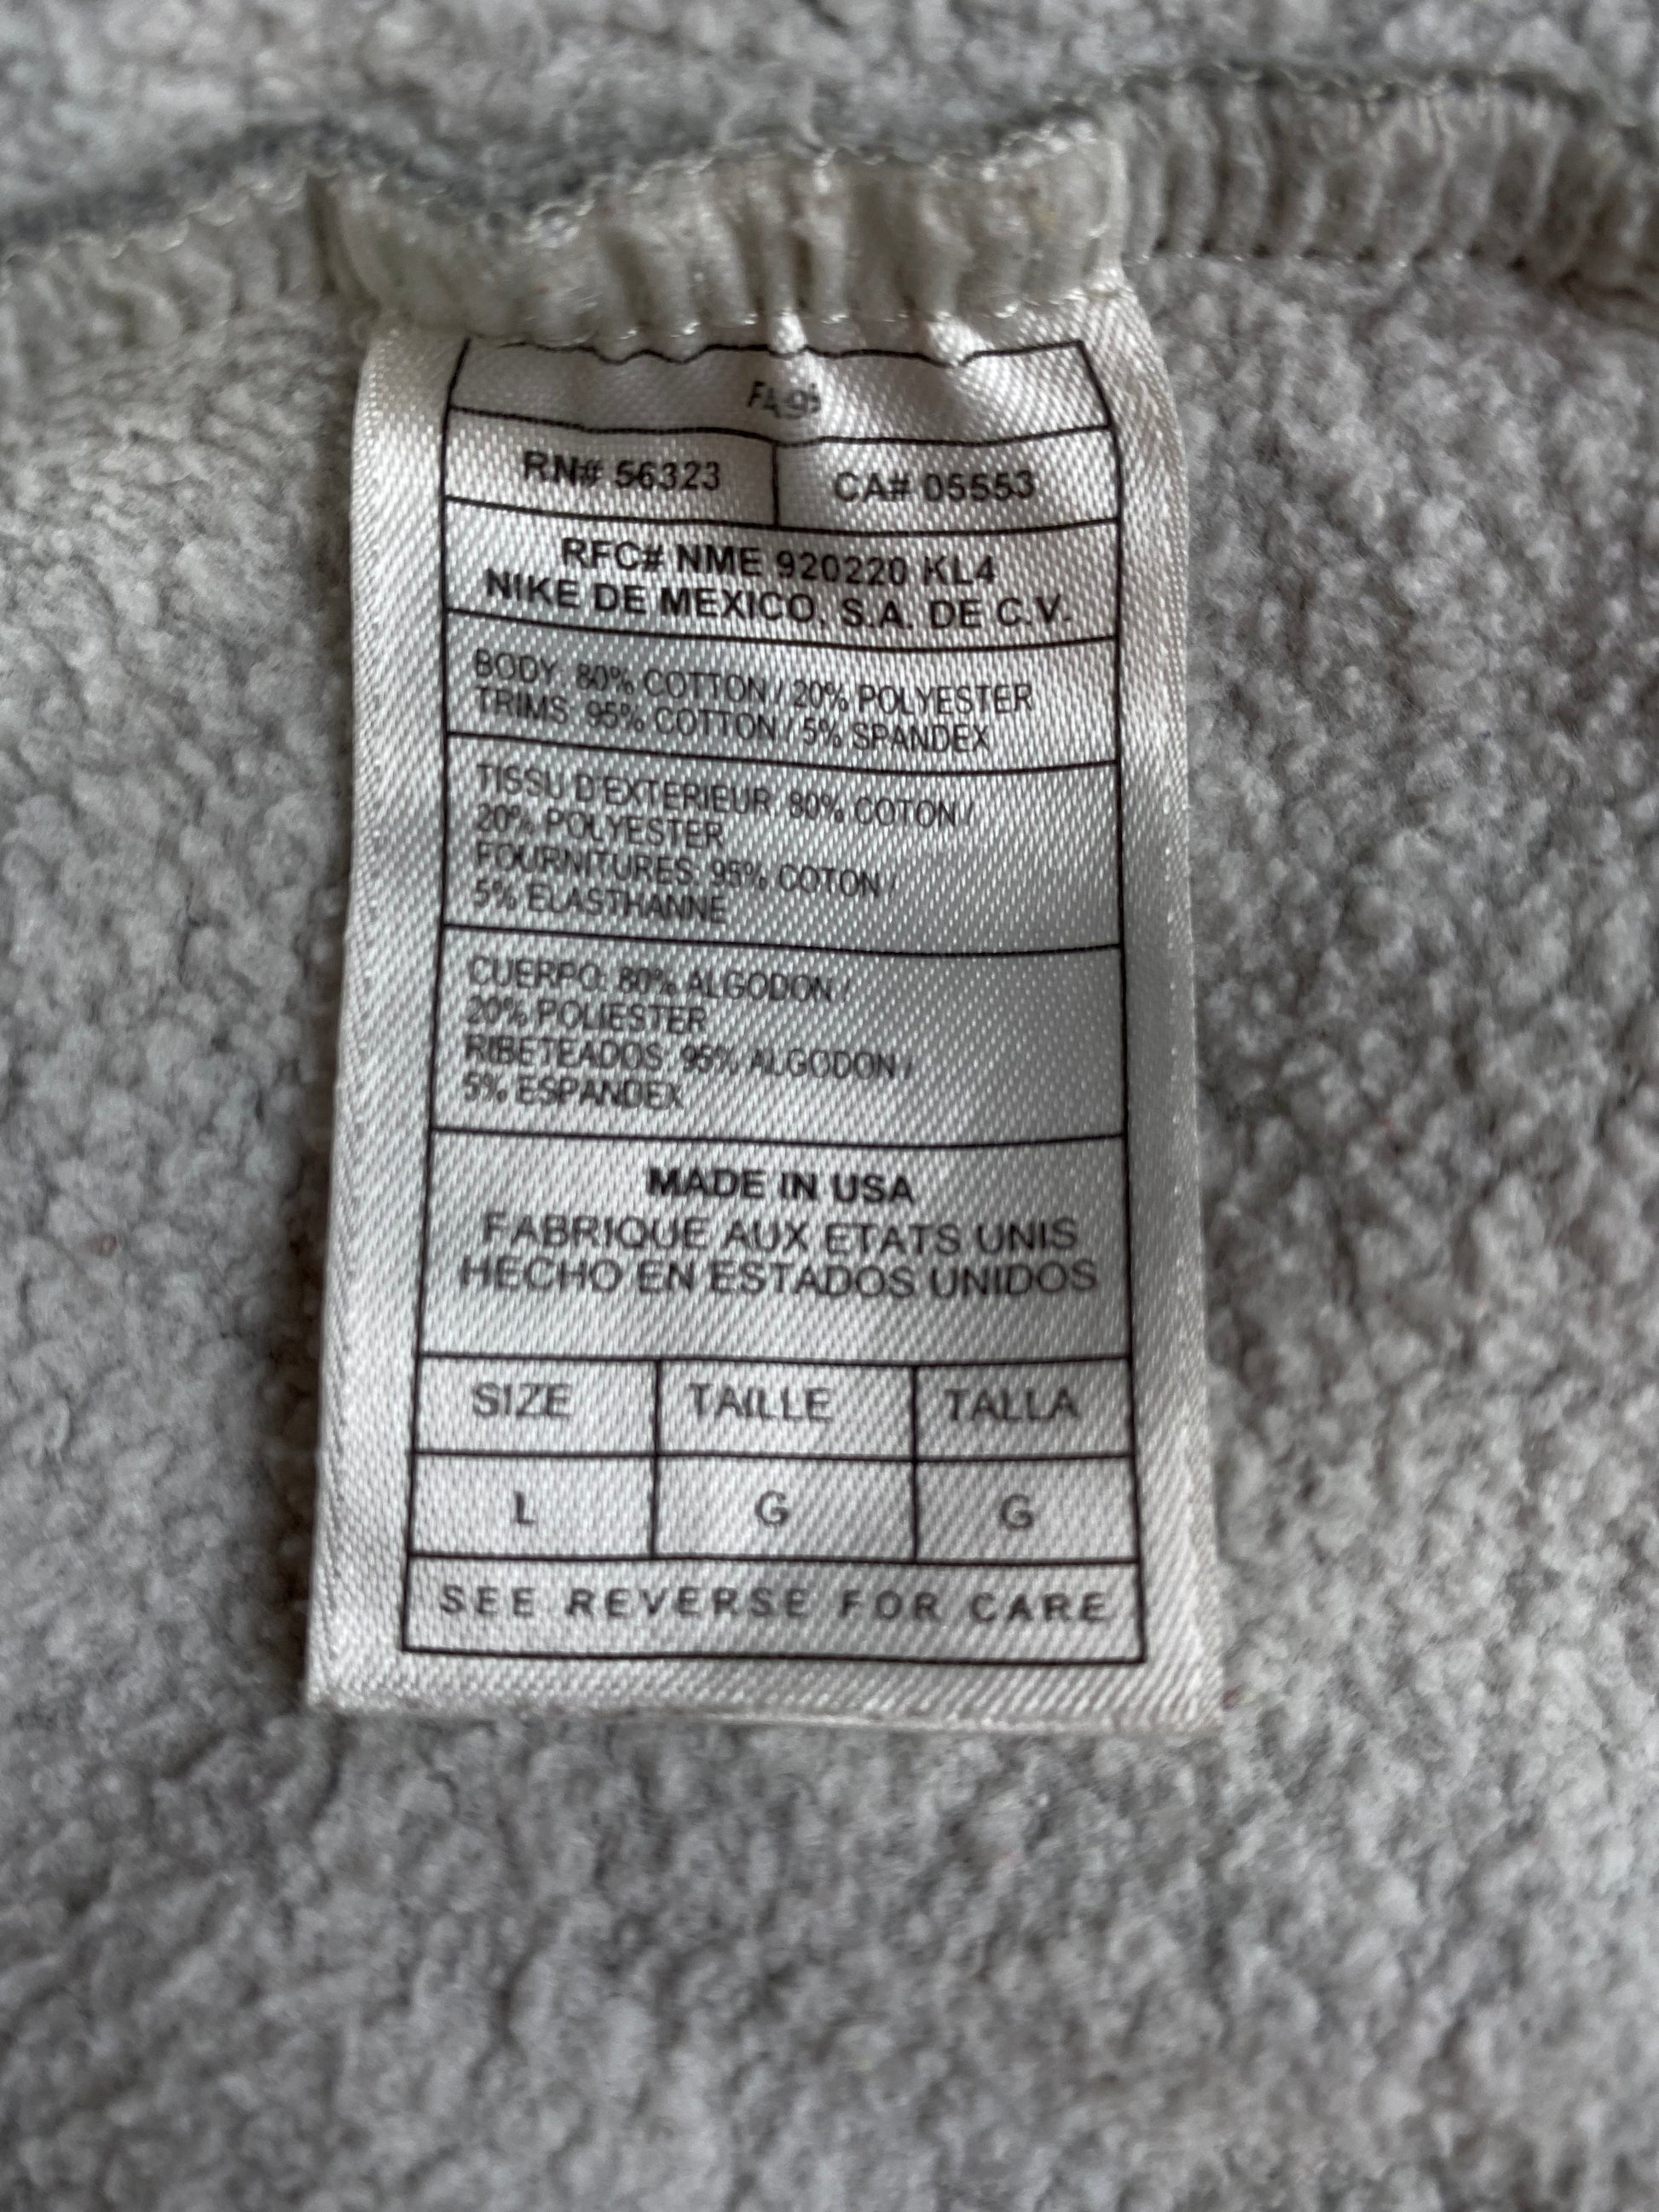 FA-95
RN# 56323
CA# 05553
RFC# NME 920220 KL4
NIKE DE MEXICO, S.A. DE C.V.
BODY: 80% COTTON / 20% POLYESTER
TRIMS: 95% COTTON / 5% SPANDEX
TISSU D'EXTERIEUR: 80% COTON /
20% POLYESTER
FOURNITURES: 95% COTON /
5% ELASTHANNE
CUERPO: 80% ALGODON /
20% POLIESTER
RIBETEADOS: 95% ALGODON /
5% ESPANDEX
MADE IN USA
FABRIQUE AUX ETATS UNIS
HECHO EN ESTADOS UNIDOS
SIZE TAILLE TALLA
L G G
SEE REVERSE FOR CARE